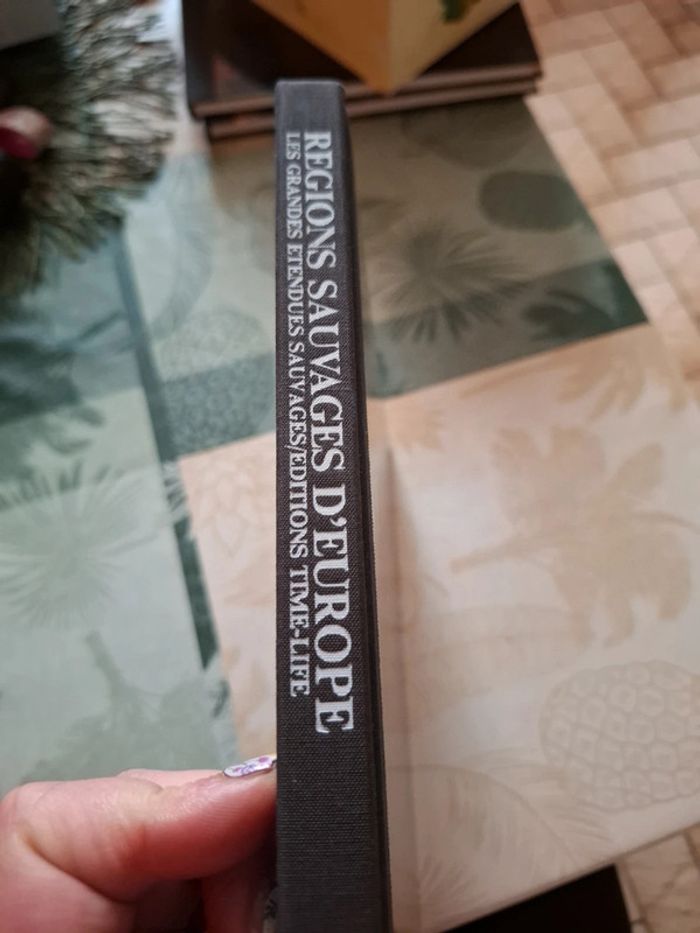 REGIONS SAUVAGES D'EUROPE
LES GRANDES ETENDUES SAUVAGES/EDITIONS TIME-LIFE